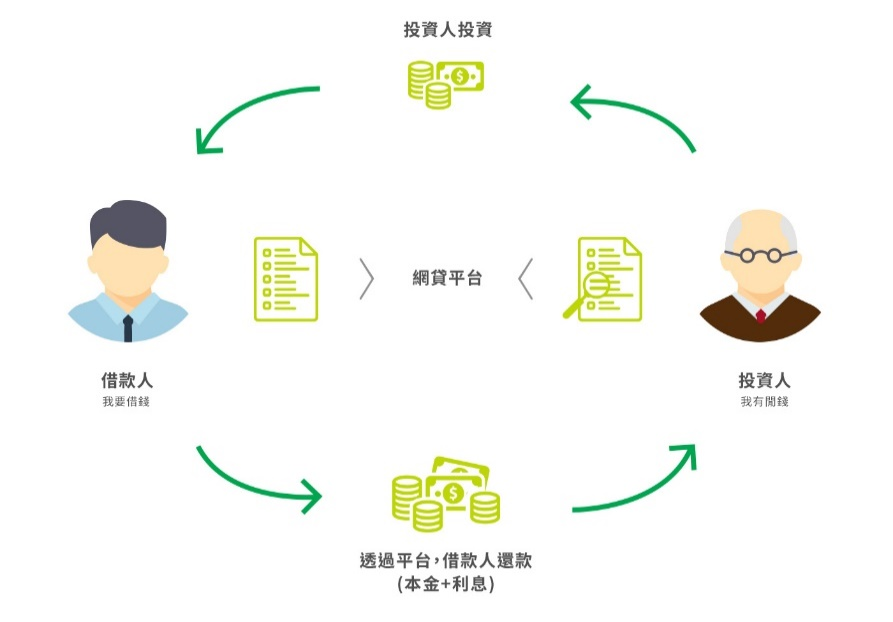 投資人投資
網貸平台
借款人
我要借錢
投資人
我有閒錢
透過平台,借款人還款
(本金+利息)